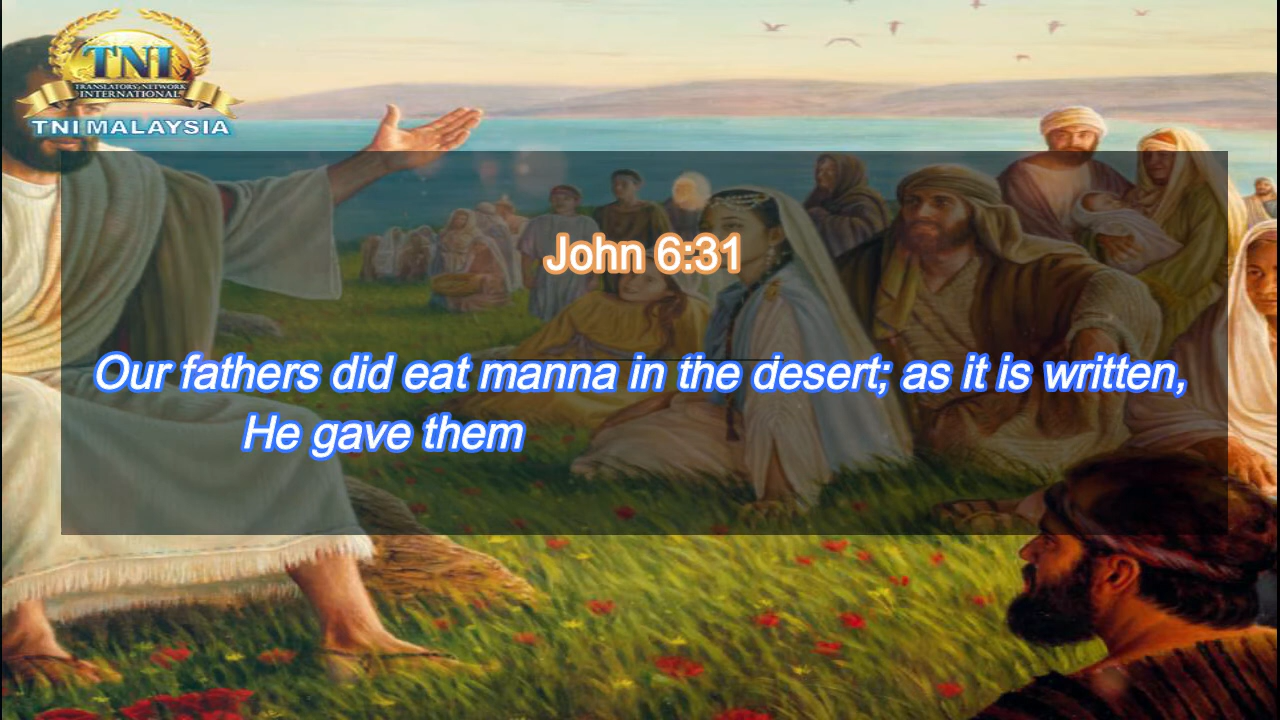 TNI
TRANSLATORS' NETWORK
INTERNATIONAL
TNI MALAYSIA
John 6:31
Our fathers did eat manna in the desert; as it is written,
He gave them